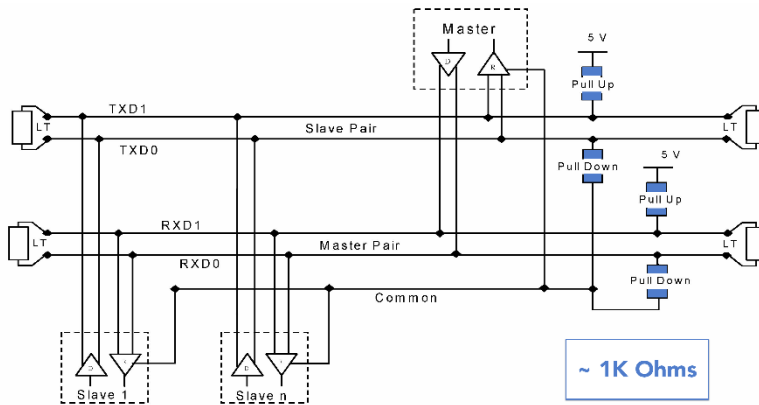 Master
D
R
5 V
Pull Up
TXD1
LT
Slave Pair
LT
TXD0
Pull Down
5 V
Pull Up
RXD1
LT
Master Pair
LT
RXD0
Pull Down
Common
D
D
Slave 1
Slave n
~ 1K Ohms